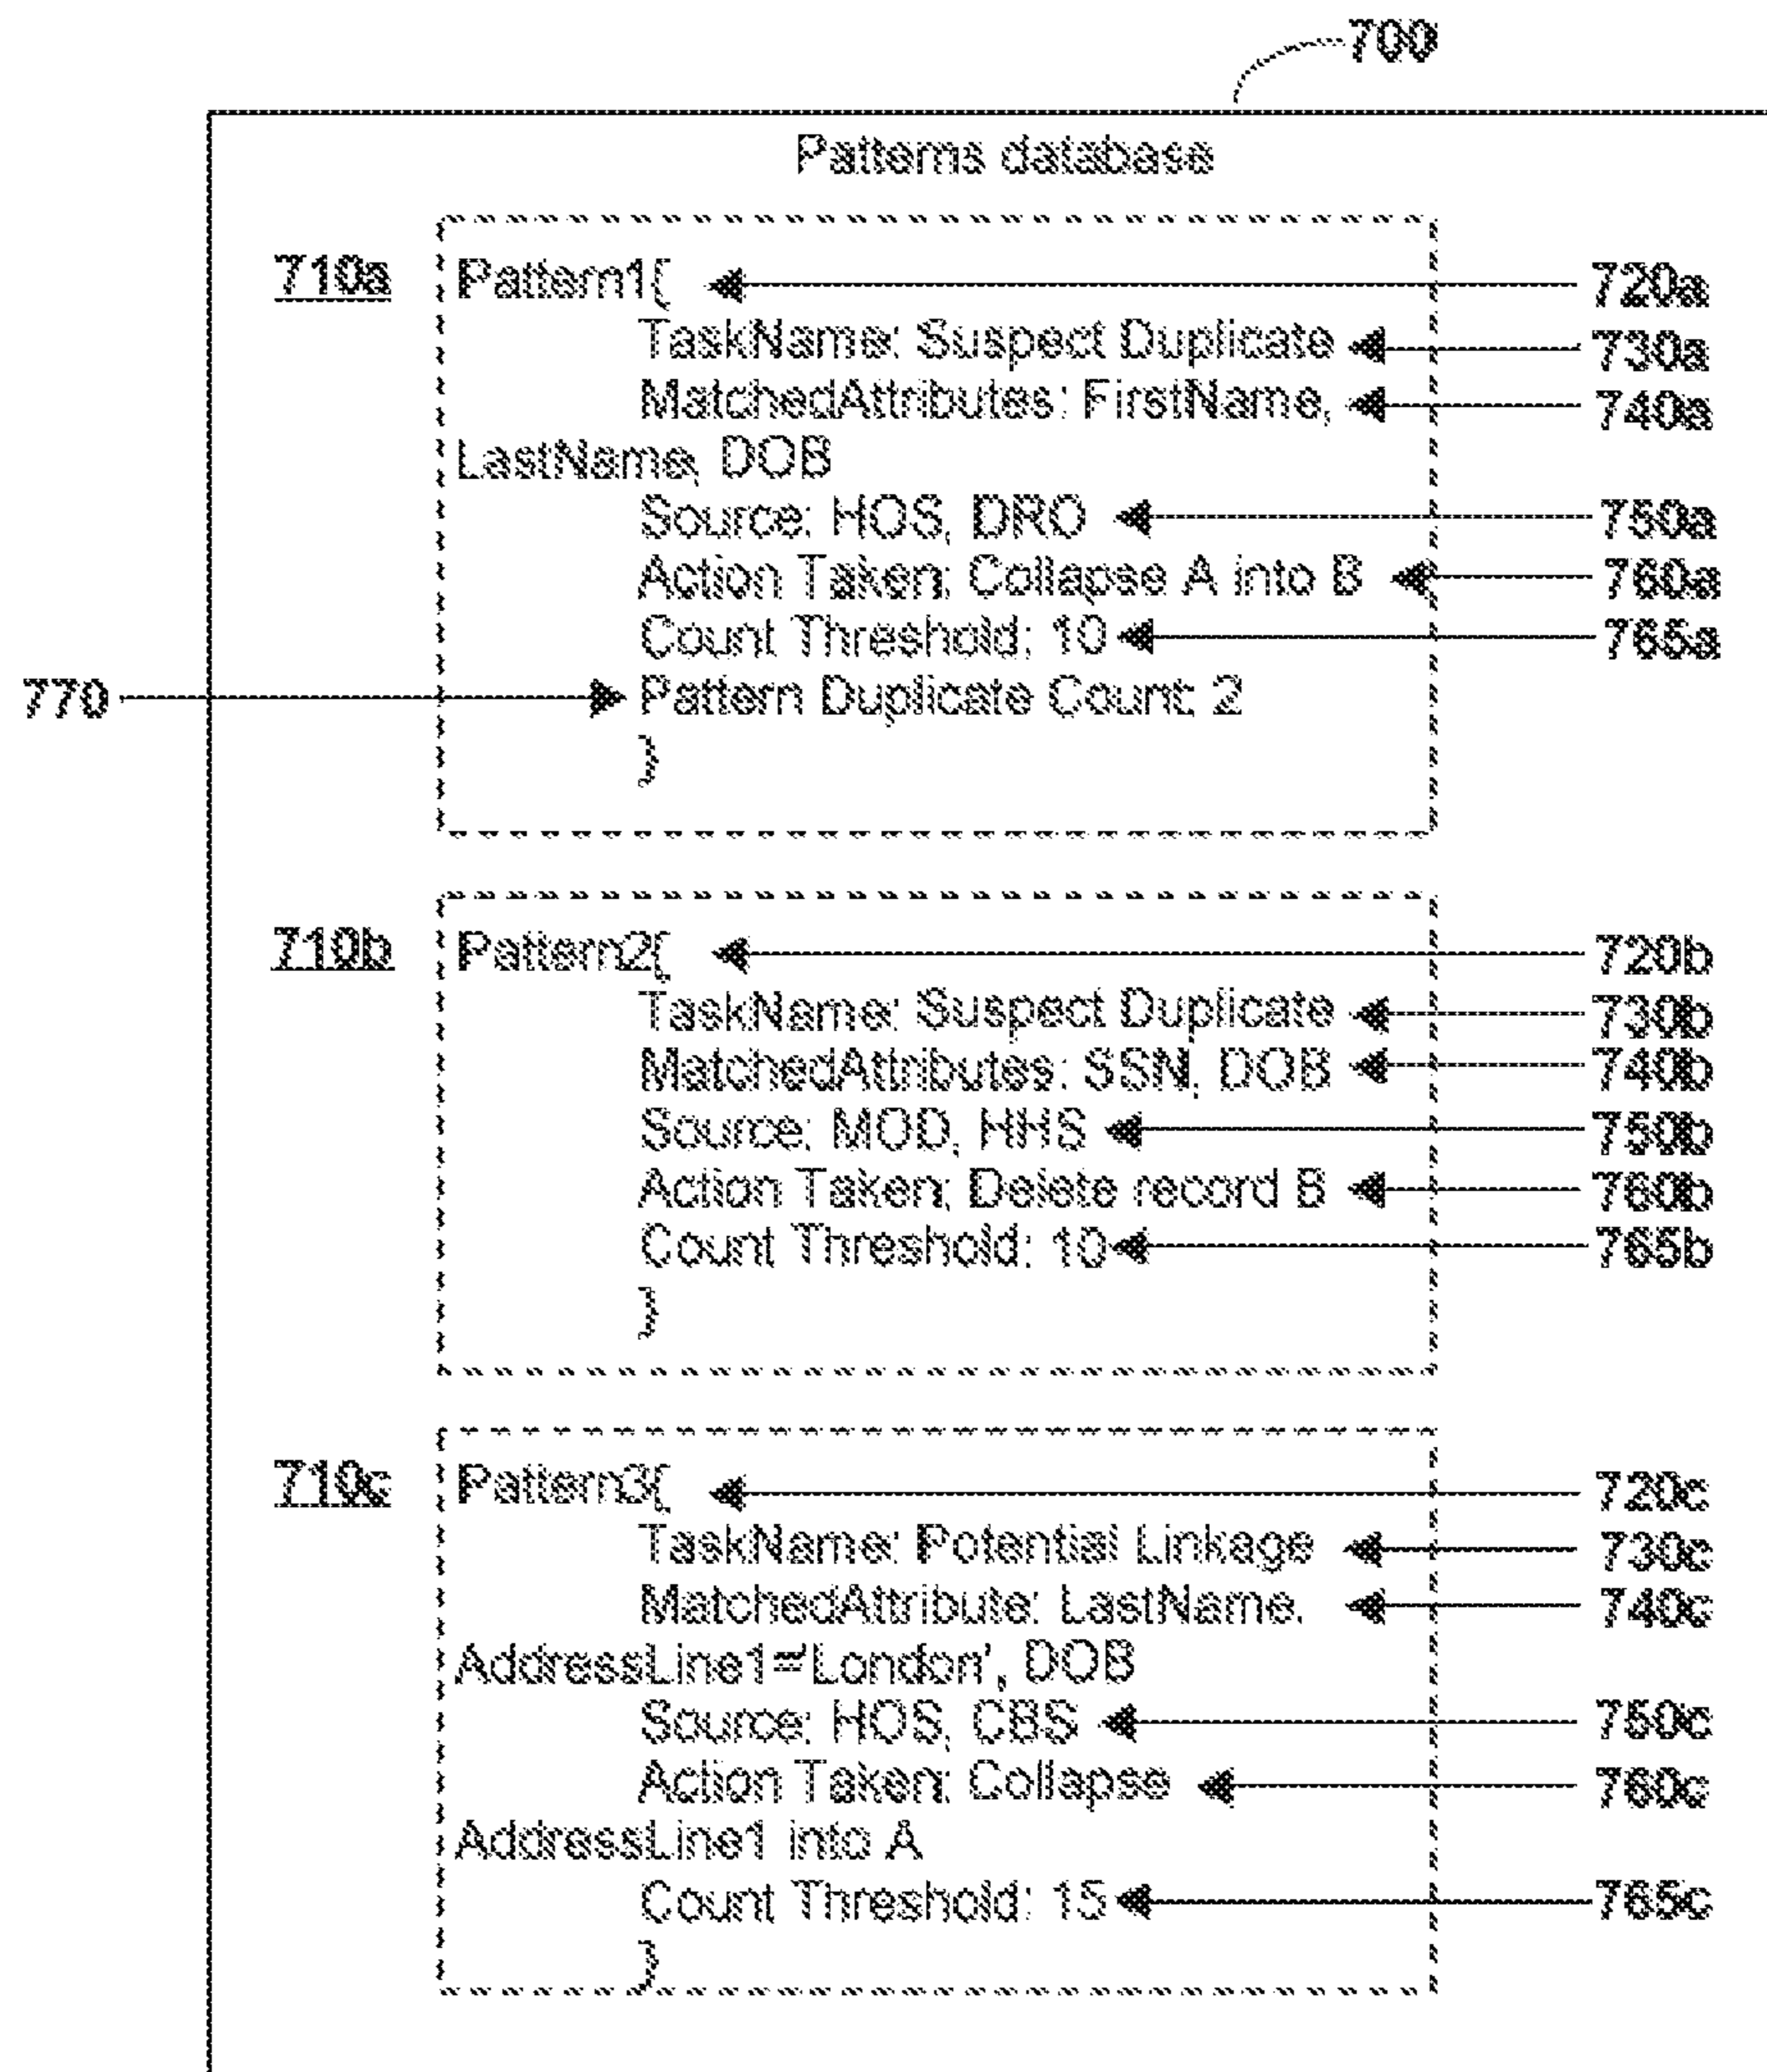 700
Patterns database
710a Pattern1{ 720a
TaskName: Suspect Duplicate 730a
MatchedAttributes: FirstName, 740a
LastName, DOB
Source: HOS, DRO 750a
Action Taken: Collapse A into B 760a
Count Threshold: 10 765a
770 Pattern Duplicate Count: 2
}
710b Pattern2{ 720b
TaskName: Suspect Duplicate 730b
MatchedAttributes: SSN, DOB 740b
Source: MOD, HHS 750b
Action Taken: Delete record B 760b
Count Threshold: 10 765b
}
710c Pattern3{ 720c
TaskName: Potential Linkage 730c
MatchedAttribute: LastName. 740c
AddressLine1='London', DOB
Source: HOS, CBS 750c
Action Taken: Collapse 760c
AddressLine1 into A
Count Threshold: 15 765c
}